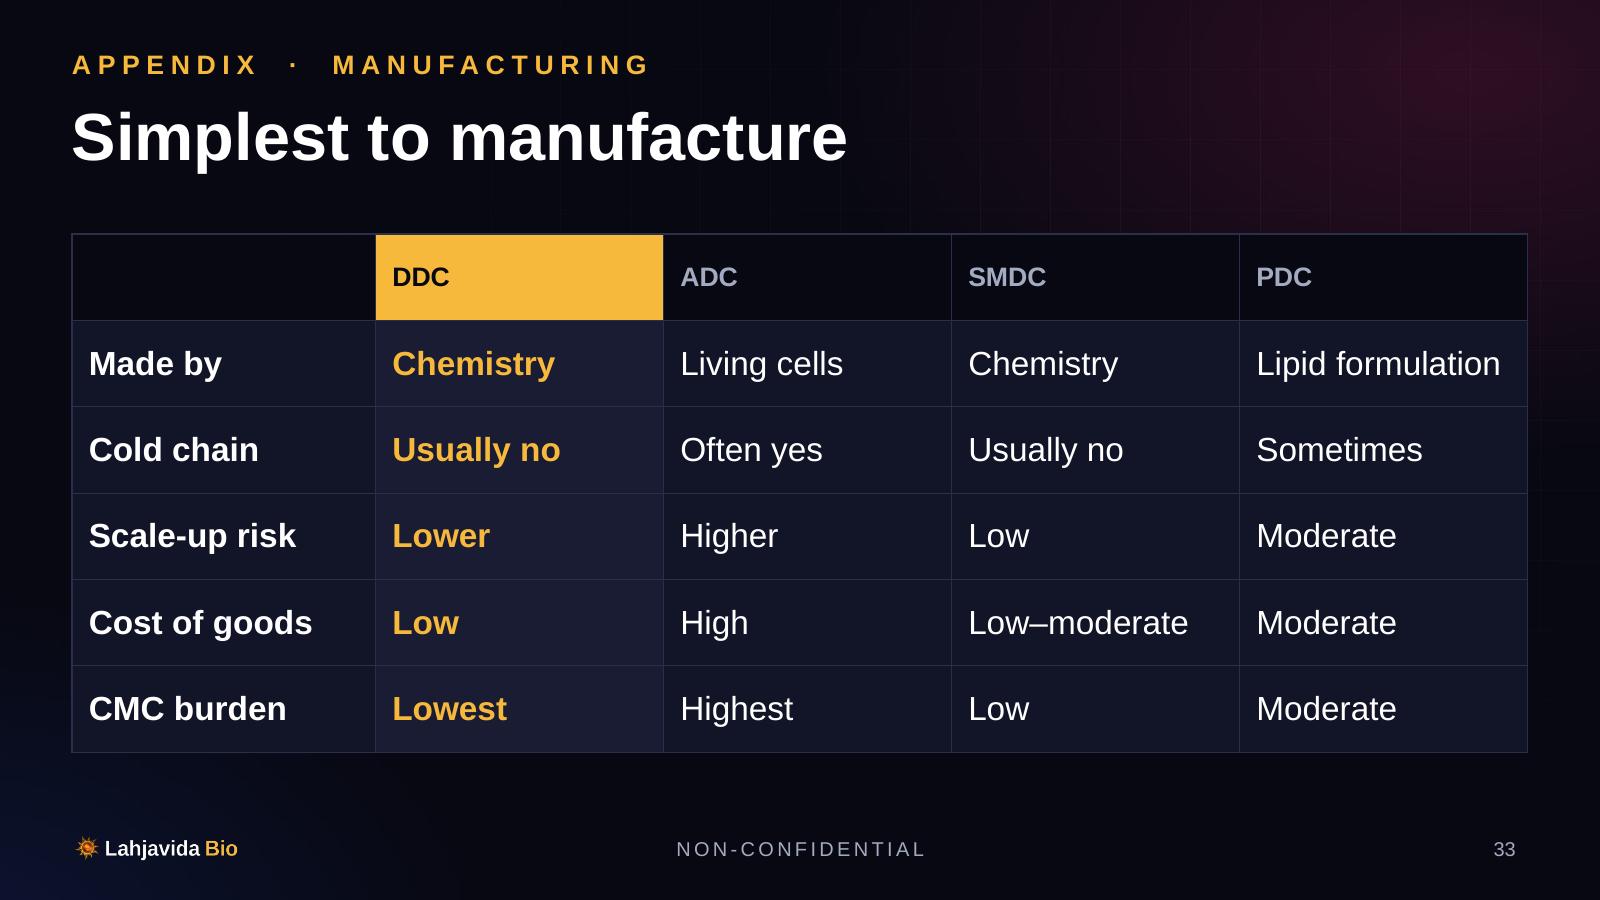 APPENDIX · MANUFACTURING
Simplest to manufacture
DDC ADC SMDC PDC
Made by Chemistry Living cells Chemistry Lipid formulation
Cold chain Usually no Often yes Usually no Sometimes
Scale-up risk Lower Higher Low Moderate
Cost of goods Low High Low–moderate Moderate
CMC burden Lowest Highest Low Moderate
Lahjavida Bio NON-CONFIDENTIAL 33